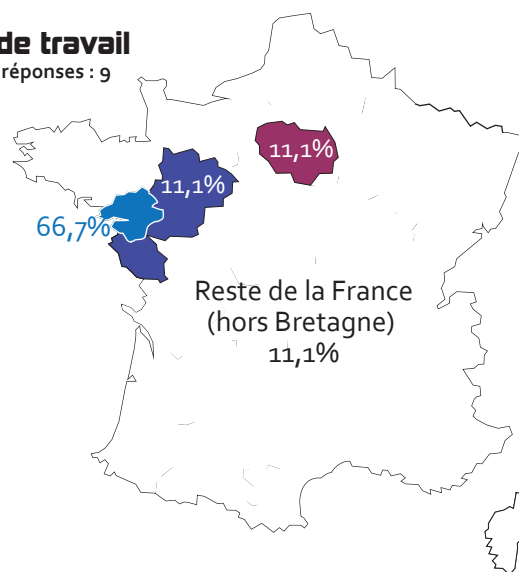 de travail
réponses : 9
11,1%
11,1%
66,7%
Reste de la France
(hors Bretagne)
11,1%